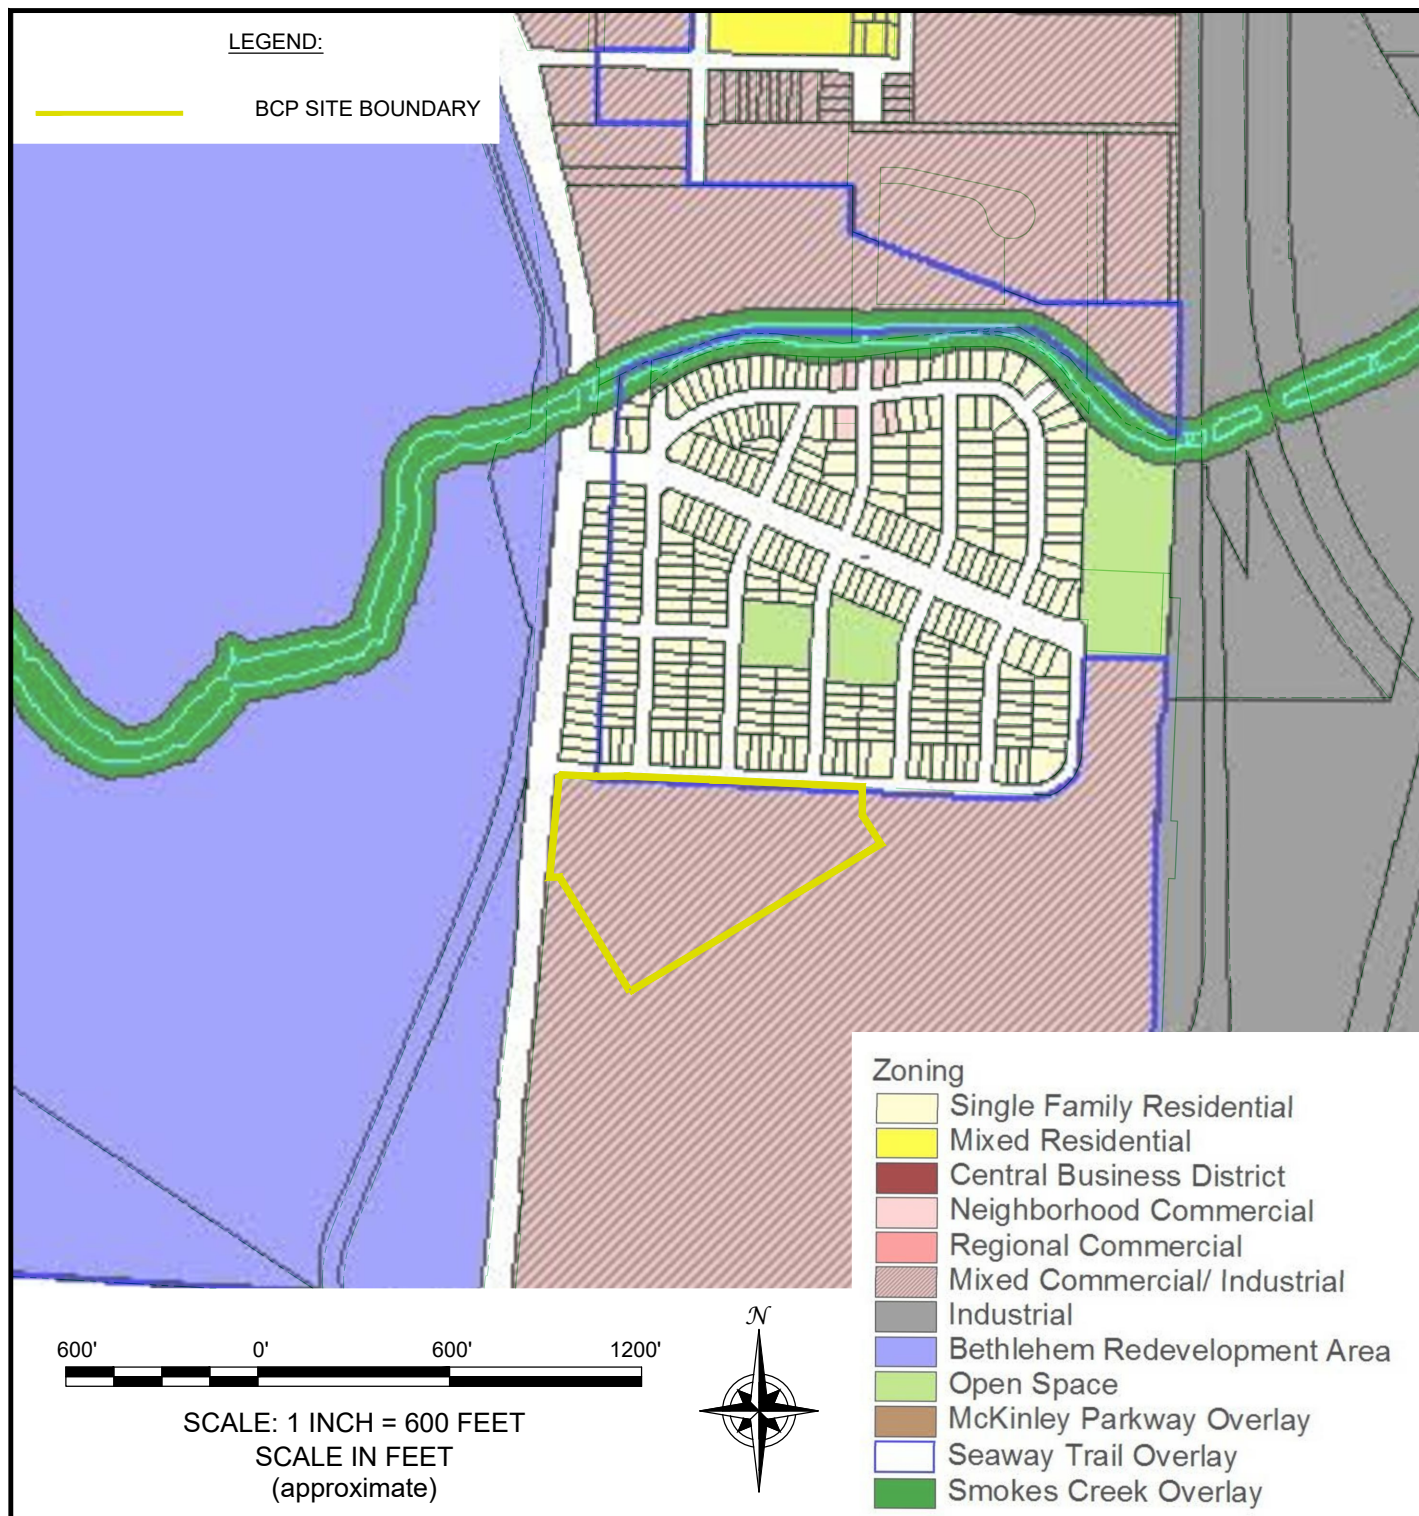 LEGEND:
BCP SITE BOUNDARY
Zoning
Single Family Residential
Mixed Residential
Central Business District
Neighborhood Commercial
Regional Commercial
Mixed Commercial/ Industrial
Industrial
Bethlehem Redevelopment Area
Open Space
McKinley Parkway Overlay
Seaway Trail Overlay
Smokes Creek Overlay
N
600' 0' 600' 1200'
SCALE: 1 INCH = 600 FEET
SCALE IN FEET
(approximate)